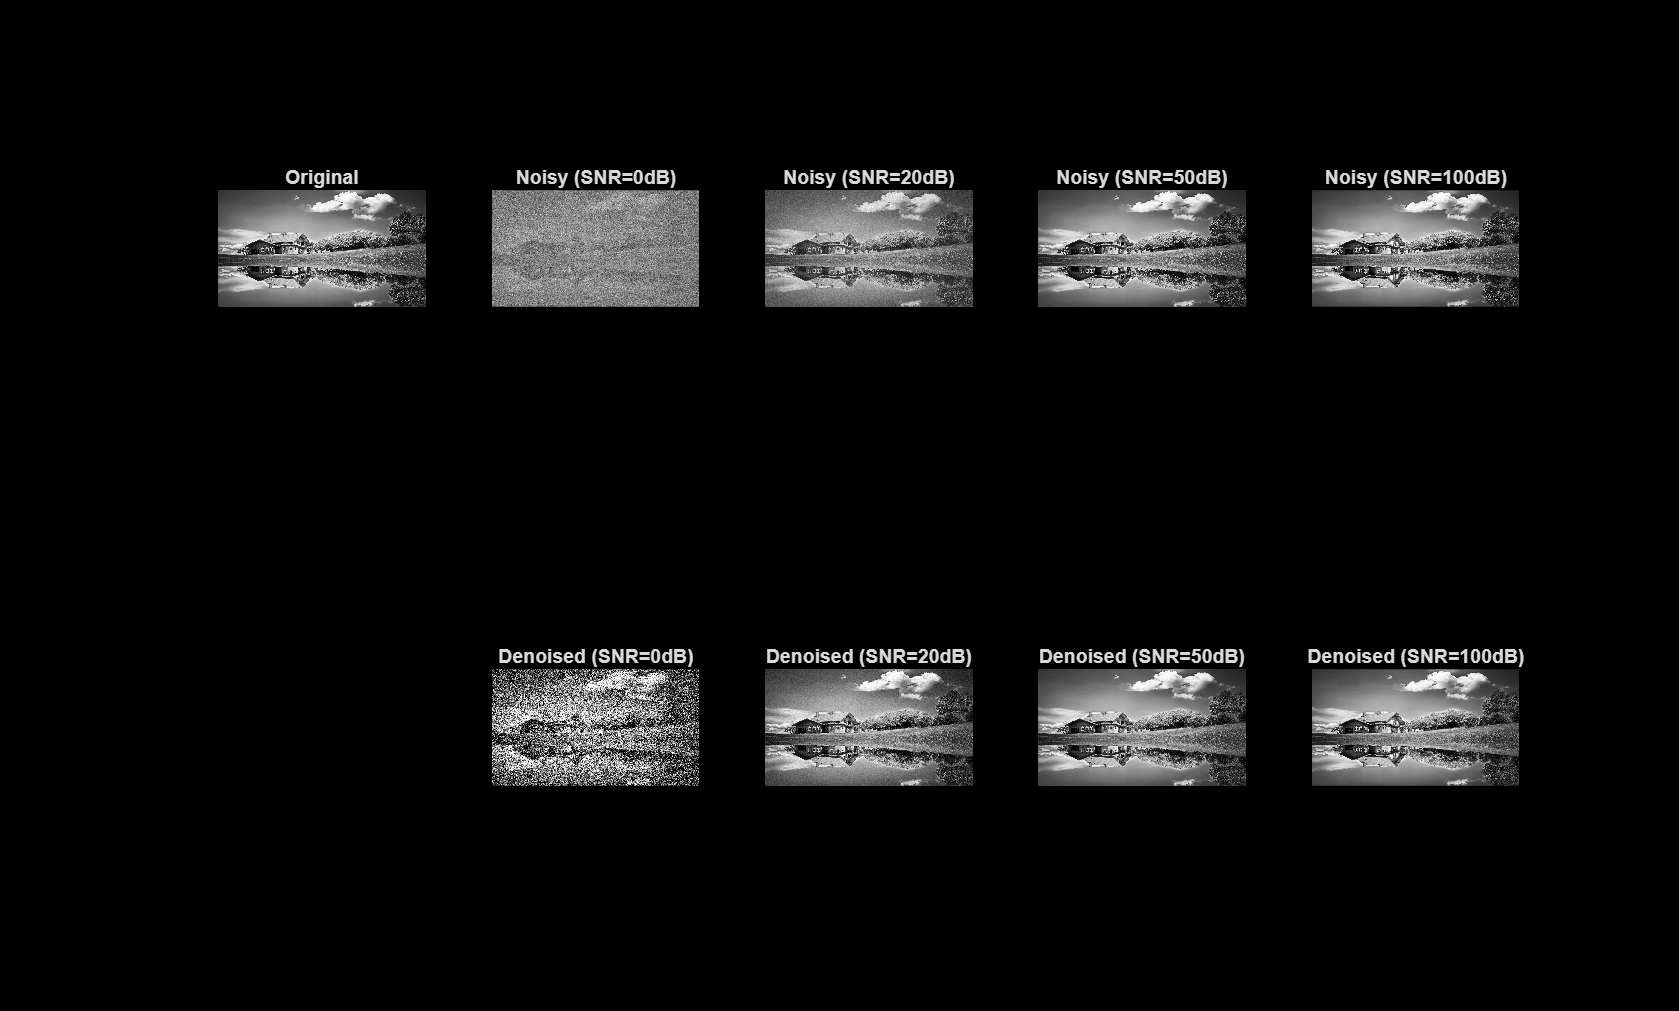 Original
Noisy (SNR=0dB)
Noisy (SNR=20dB)
Noisy (SNR=50dB)
Noisy (SNR=100dB)
Denoised (SNR=0dB)
Denoised (SNR=20dB)
Denoised (SNR=50dB)
Denoised (SNR=100dB)